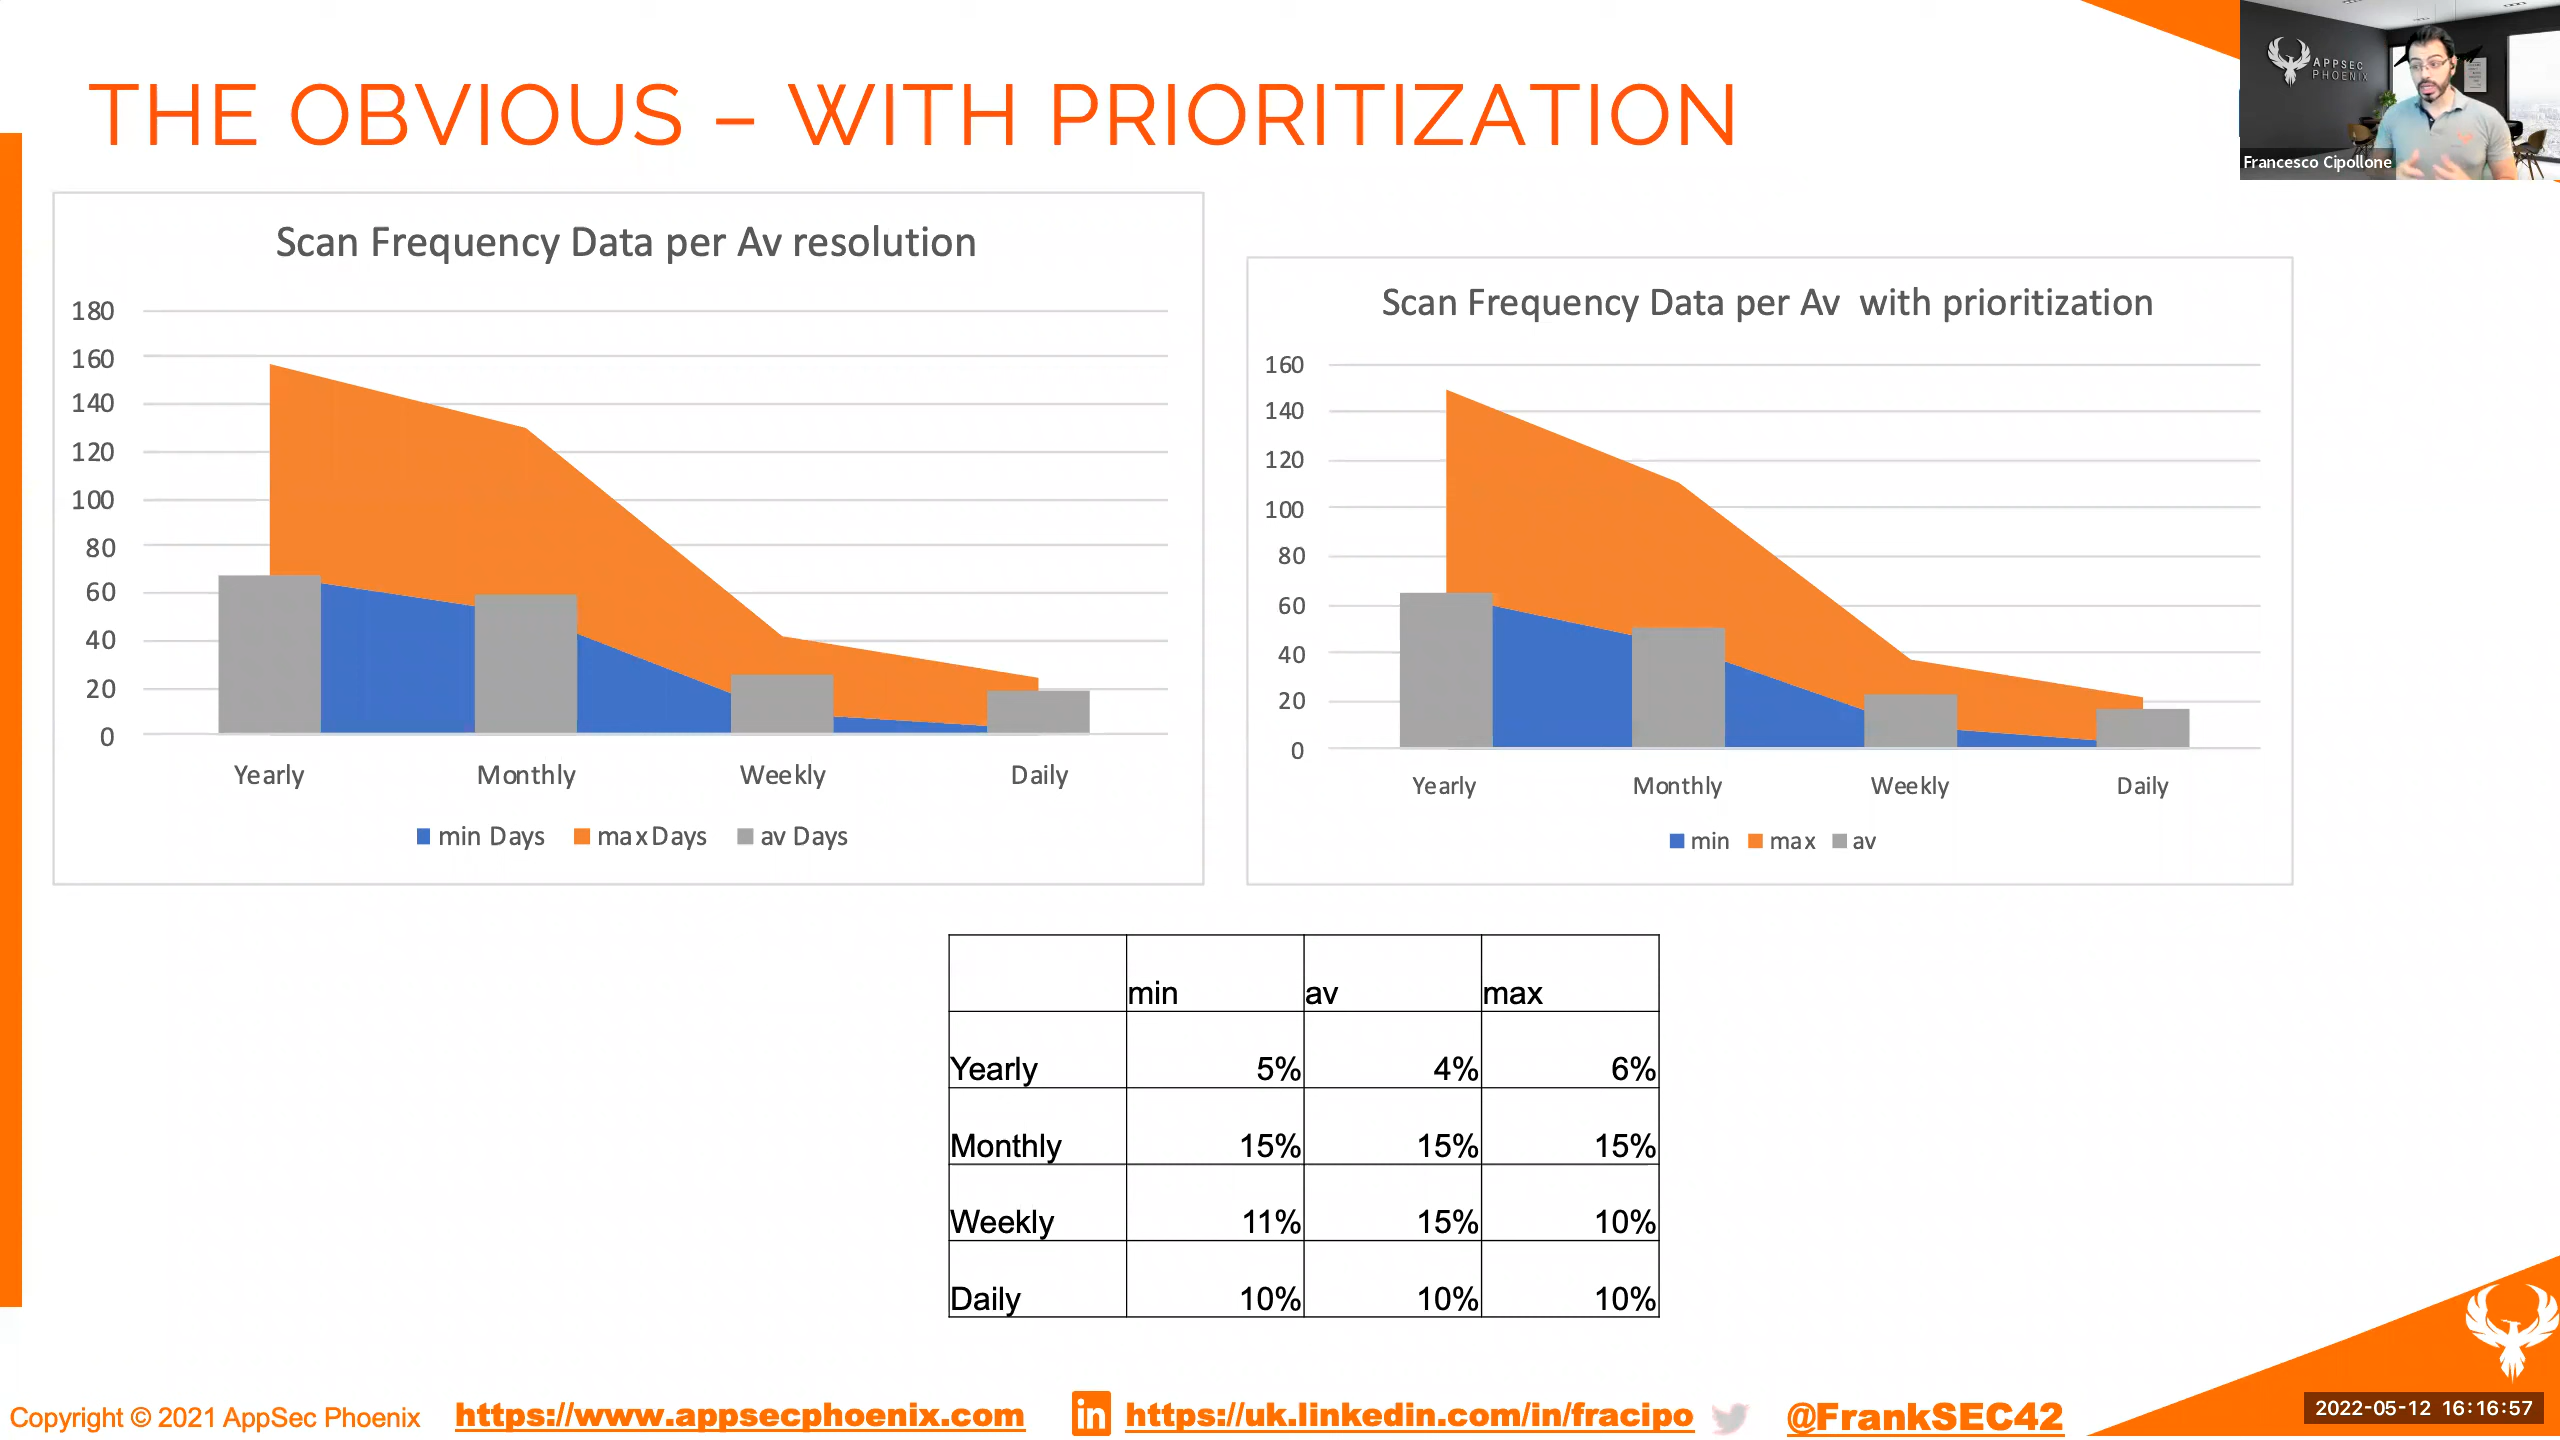 THE OBVIOUS – WITH PRIORITIZATION
APPSEC
PHOENIX
Francesco Cipollone
Scan Frequency Data per Av resolution
180
160
140
120
100
80
60
40
20
0
Yearly Monthly Weekly Daily
min Days max Days av Days
Scan Frequency Data per Av with prioritization
160
140
120
100
80
60
40
20
0
Yearly Monthly Weekly Daily
min max av
min av max
Yearly 5% 4% 6%
Monthly 15% 15% 15%
Weekly 11% 15% 10%
Daily 10% 10% 10%
Copyright © 2021 AppSec Phoenix https://www.appsecphoenix.com in https://uk.linkedin.com/in/fracipo @FrankSEC42
2022-05-12 16:16:57